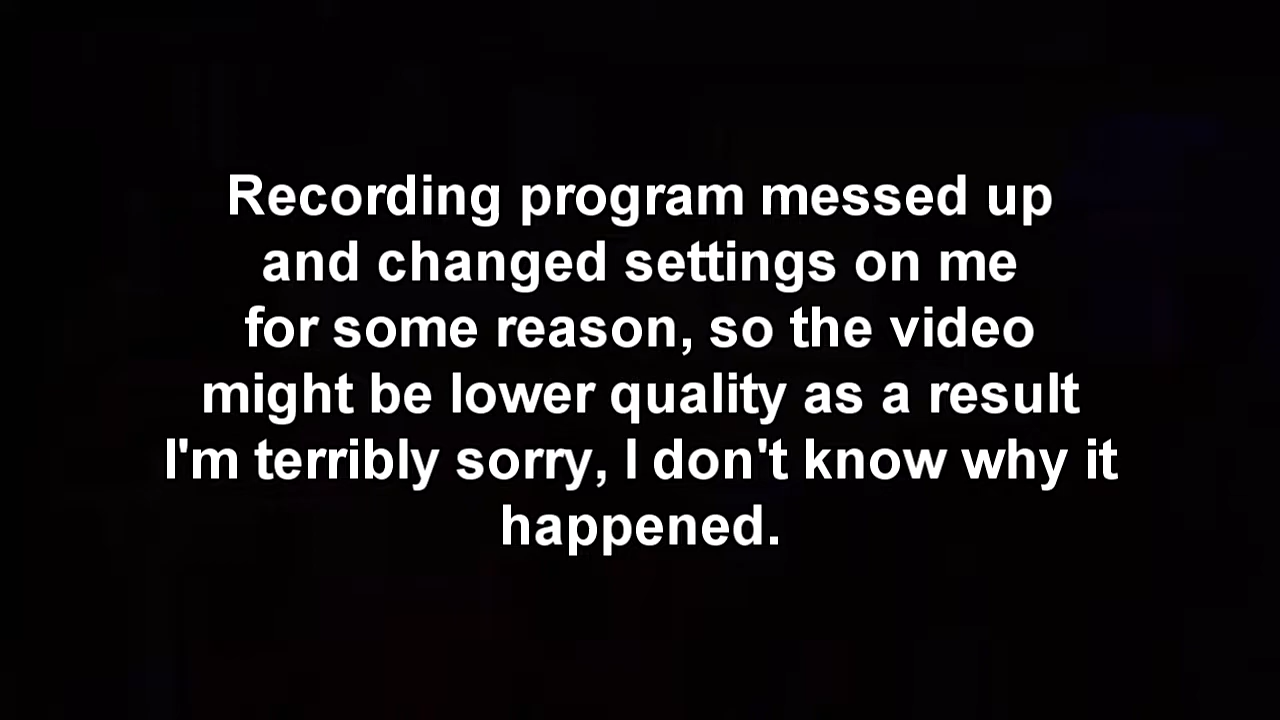 Recording program messed up
and changed settings on me
for some reason, so the video
might be lower quality as a result
I'm terribly sorry, I don't know why it
happened.